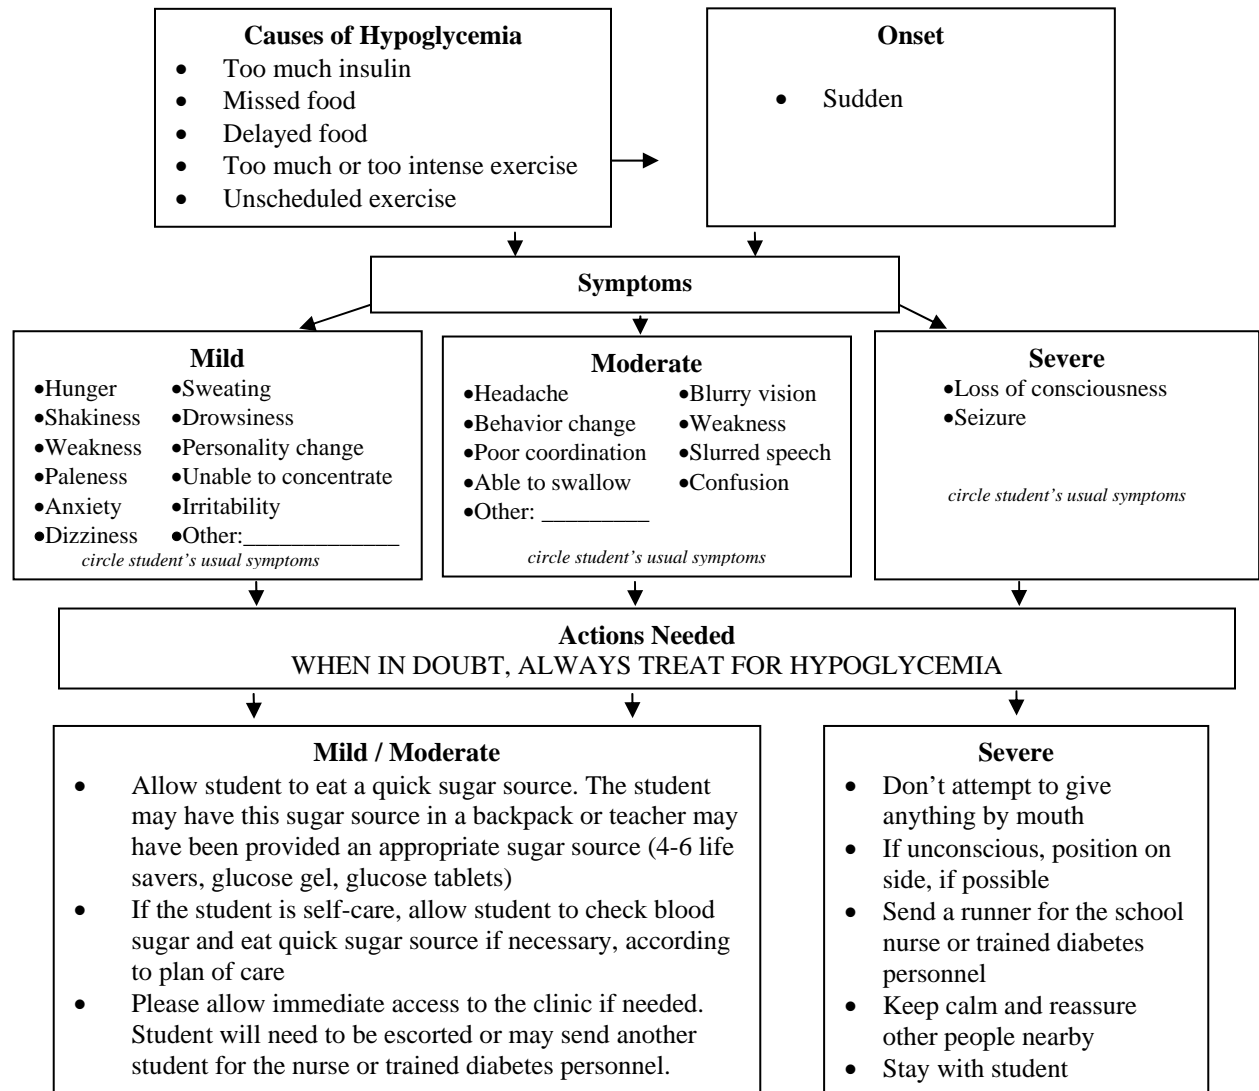 Causes of Hypoglycemia
• Too much insulin
• Missed food
• Delayed food
• Too much or too intense exercise
• Unscheduled exercise
Onset
• Sudden
Symptoms
Mild
•Hunger •Sweating
•Shakiness •Drowsiness
•Weakness •Personality change
•Paleness •Unable to concentrate
•Anxiety •Irritability
•Dizziness •Other:_____________
circle student’s usual symptoms
Moderate
•Headache •Blurry vision
•Behavior change •Weakness
•Poor coordination •Slurred speech
•Able to swallow •Confusion
•Other: _________
circle student’s usual symptoms
Severe
•Loss of consciousness
•Seizure
circle student’s usual symptoms
Actions Needed
WHEN IN DOUBT, ALWAYS TREAT FOR HYPOGLYCEMIA
Mild / Moderate
• Allow student to eat a quick sugar source. The student
may have this sugar source in a backpack or teacher may
have been provided an appropriate sugar source (4-6 life
savers, glucose gel, glucose tablets)
• If the student is self-care, allow student to check blood
sugar and eat quick sugar source if necessary, according
to plan of care
• Please allow immediate access to the clinic if needed.
Student will need to be escorted or may send another
student for the nurse or trained diabetes personnel.
Severe
• Don’t attempt to give
anything by mouth
• If unconscious, position on
side, if possible
• Send a runner for the school
nurse or trained diabetes
personnel
• Keep calm and reassure
other people nearby
• Stay with student